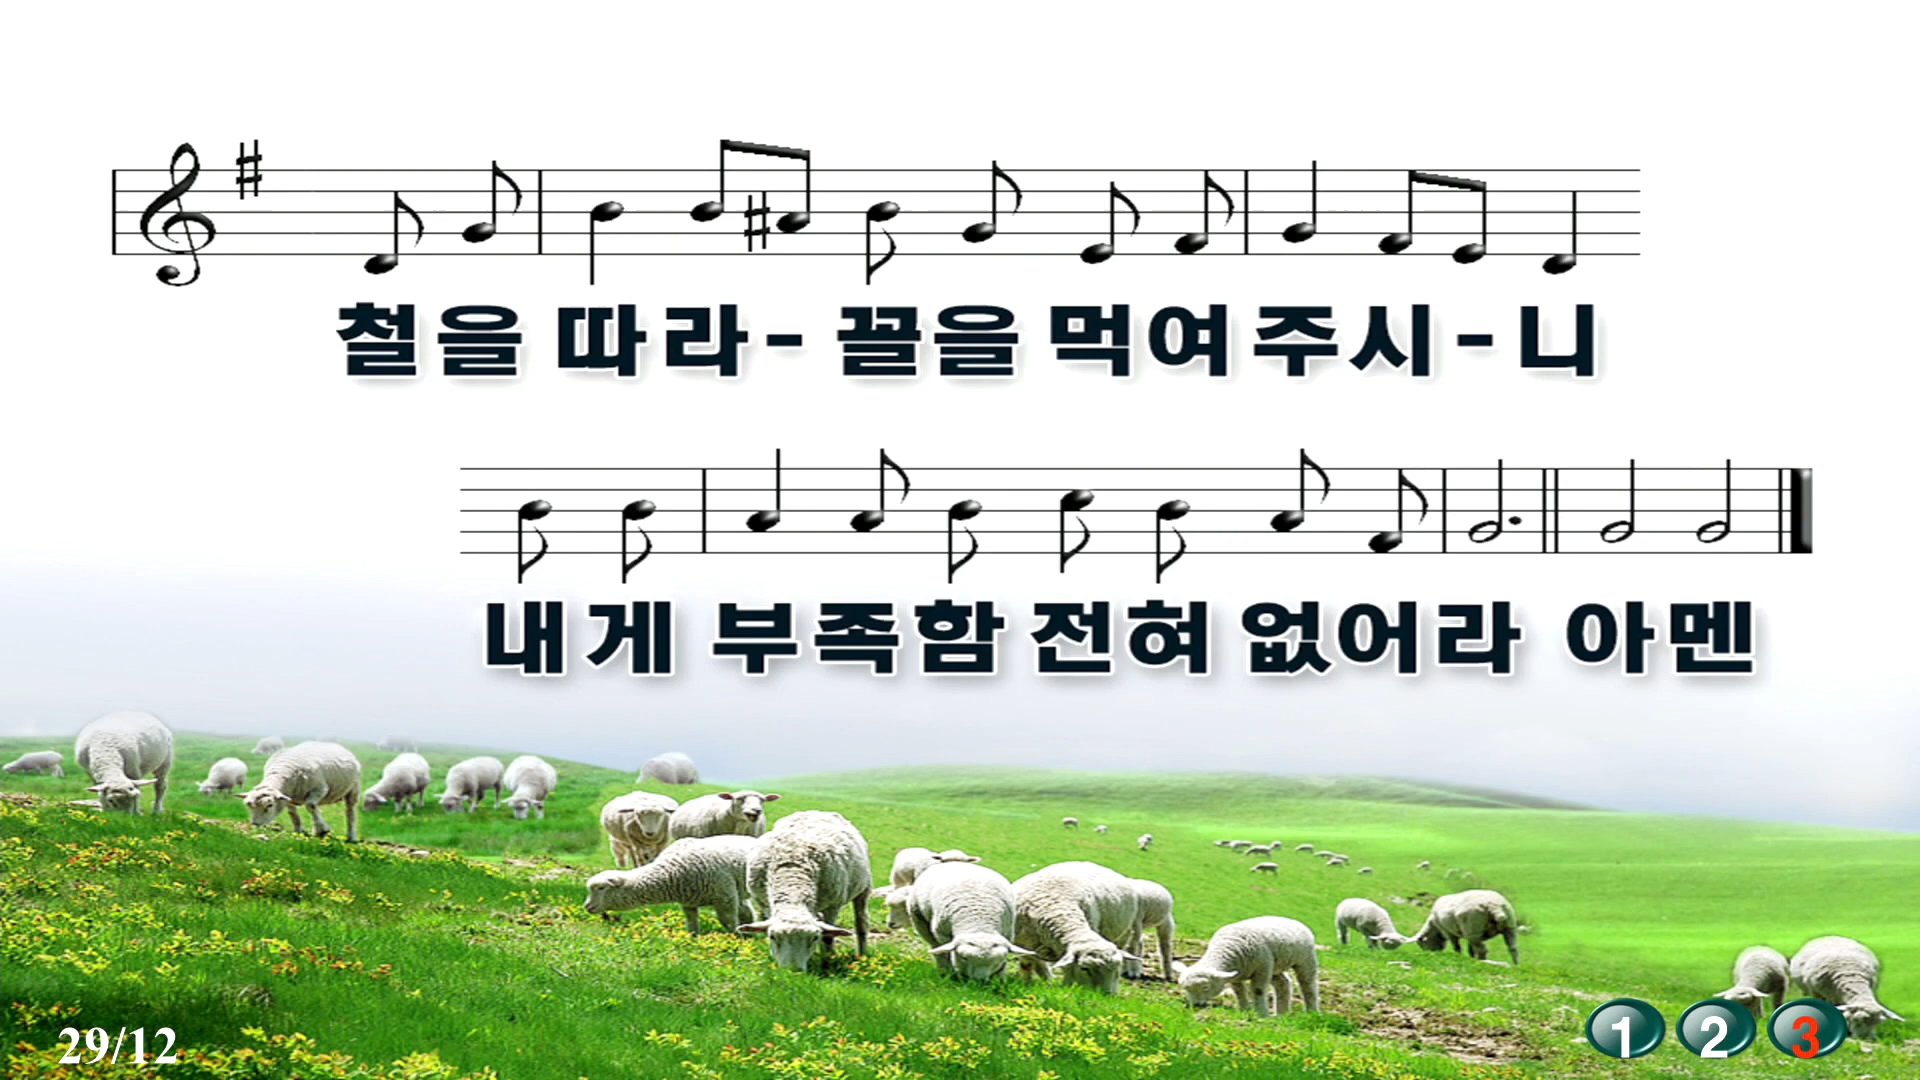 철을 따라- 꼴을 먹여 주시-니
내게 부족함 전혀 없어라 아멘
29/12
1 2 3